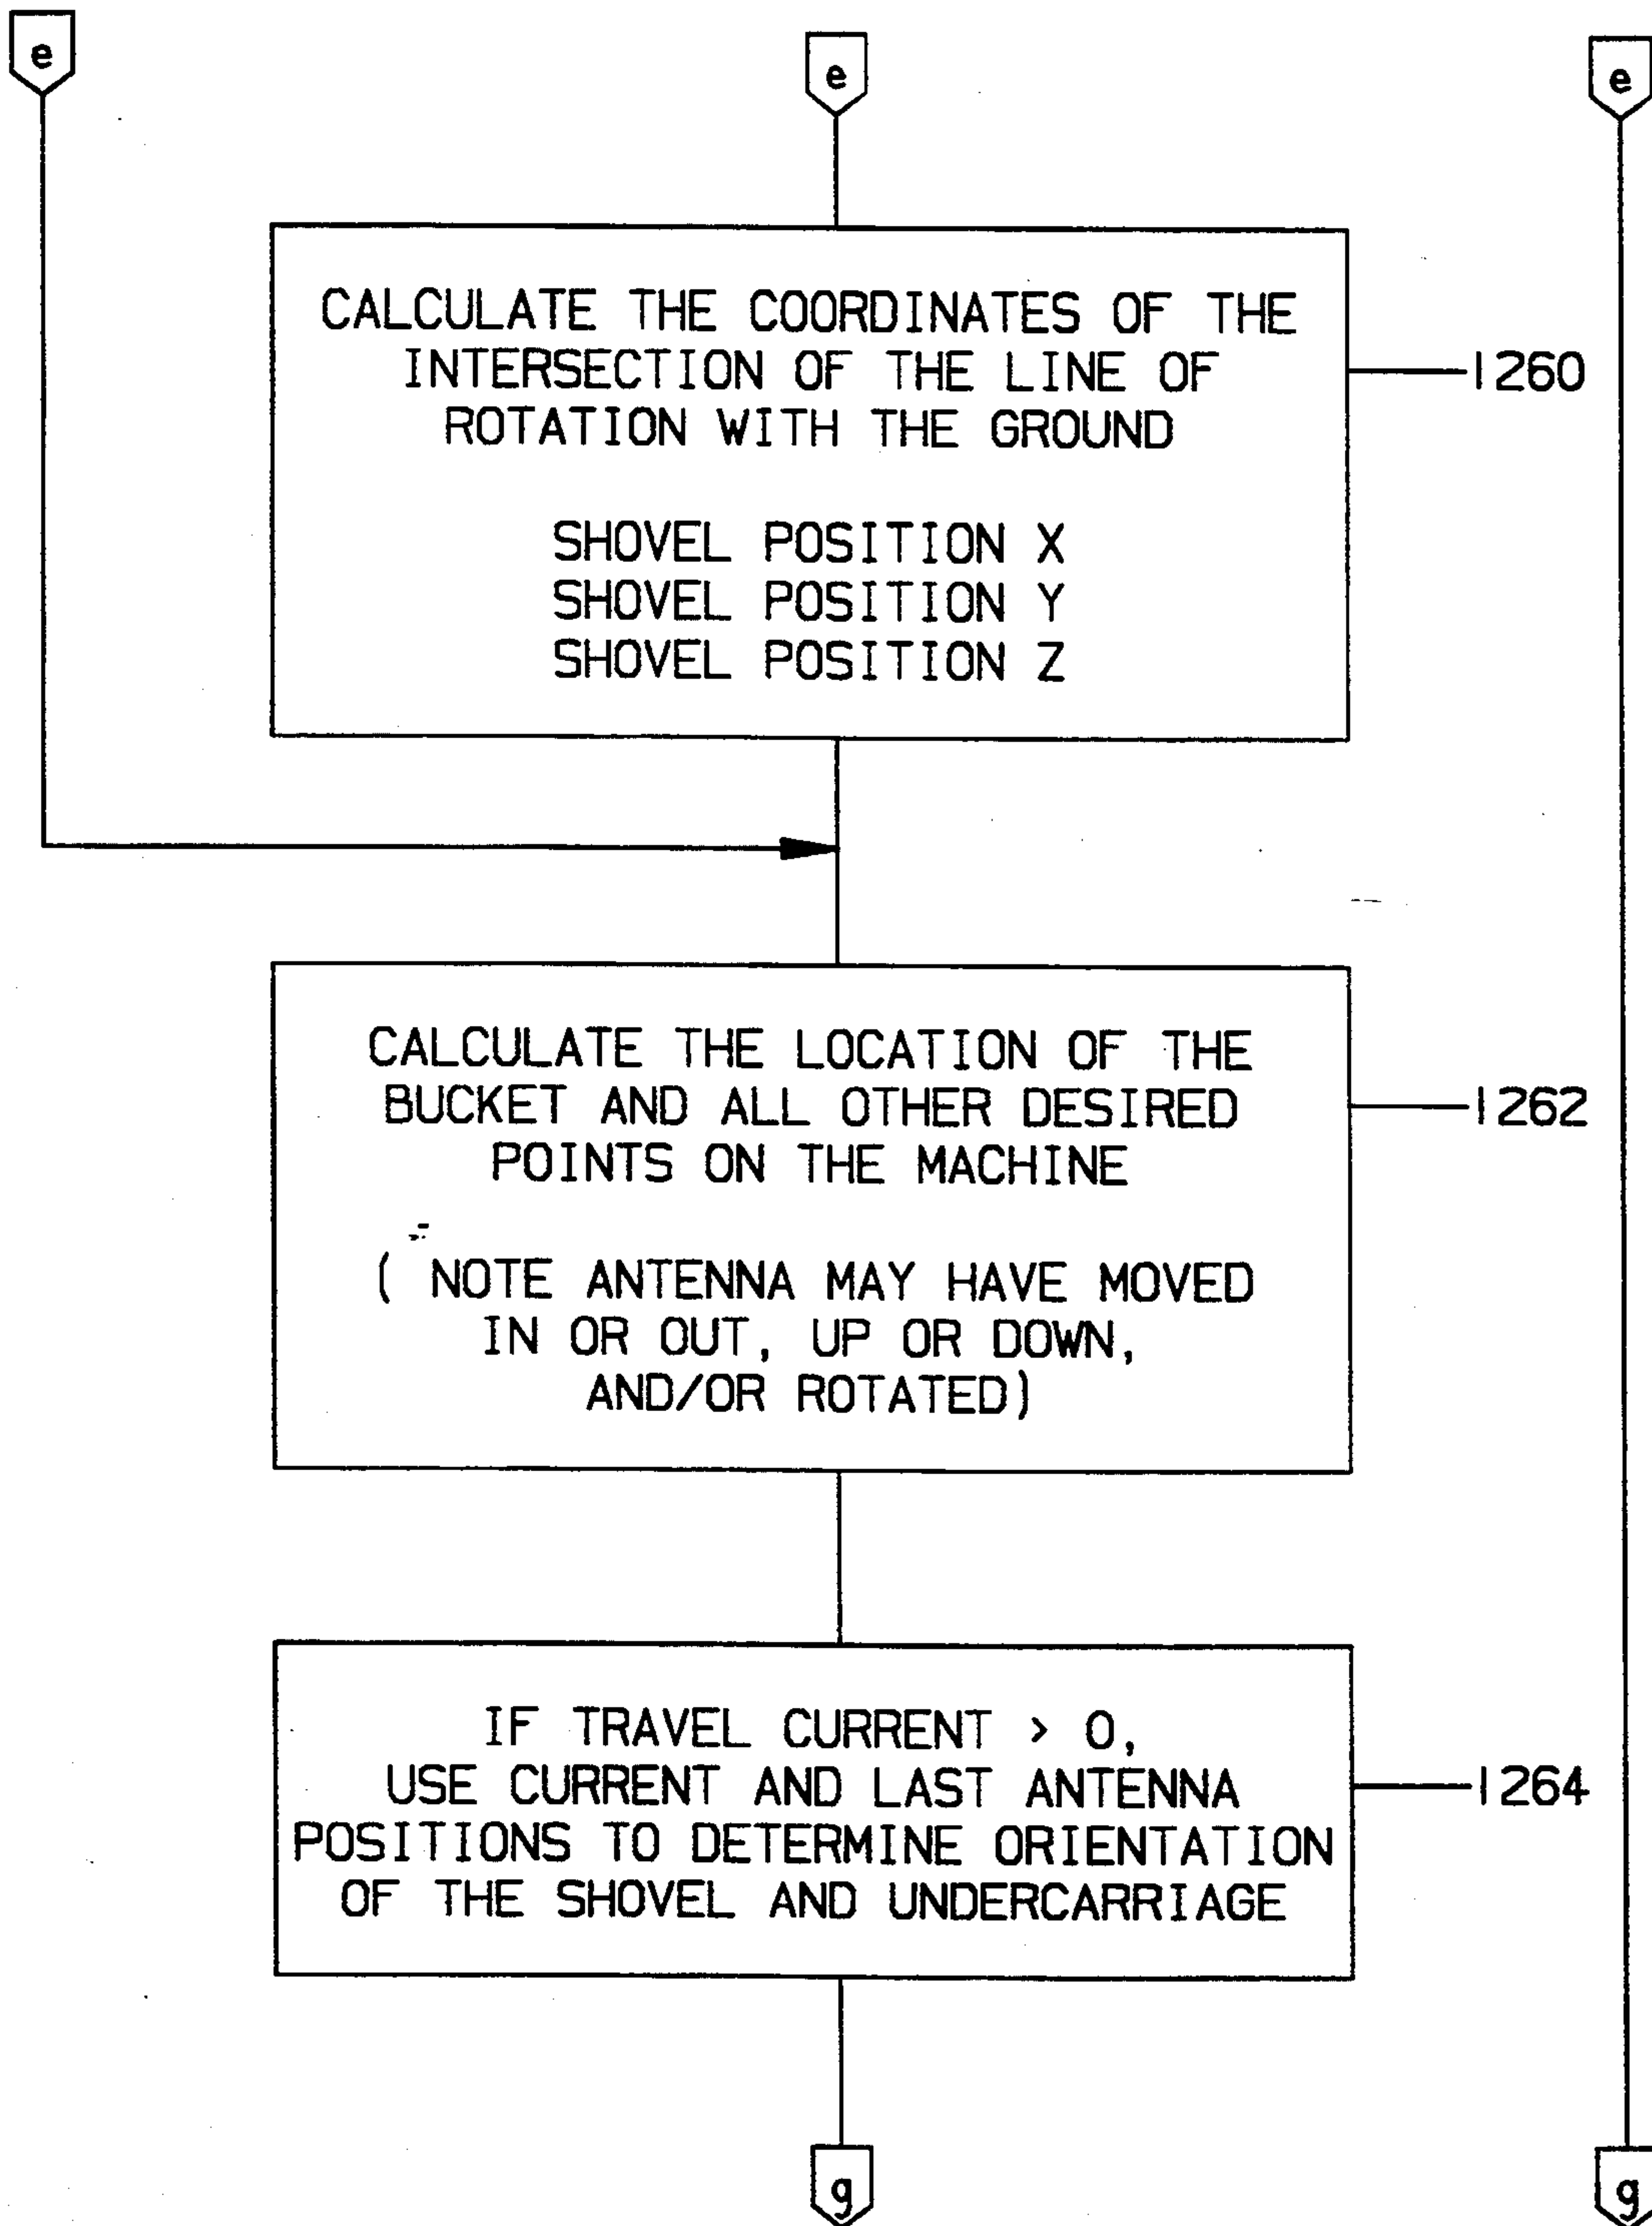 e
e
e
CALCULATE THE COORDINATES OF THE
INTERSECTION OF THE LINE OF
ROTATION WITH THE GROUND
SHOVEL POSITION X
SHOVEL POSITION Y
SHOVEL POSITION Z
1260
CALCULATE THE LOCATION OF THE
BUCKET AND ALL OTHER DESIRED
POINTS ON THE MACHINE
( NOTE ANTENNA MAY HAVE MOVED
IN OR OUT, UP OR DOWN,
AND/OR ROTATED)
1262
IF TRAVEL CURRENT > 0,
USE CURRENT AND LAST ANTENNA
POSITIONS TO DETERMINE ORIENTATION
OF THE SHOVEL AND UNDERCARRIAGE
1264
g
g